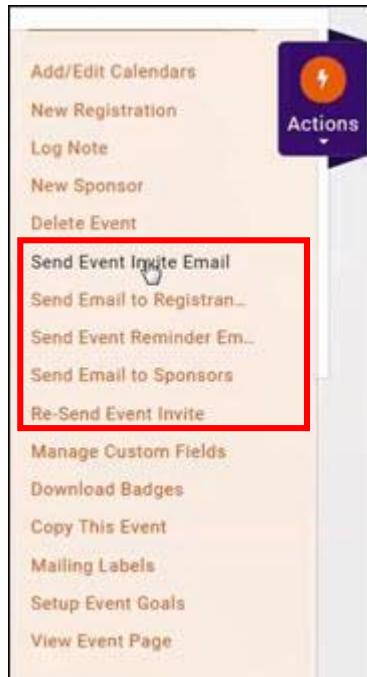 Add/Edit Calendars
Actions
New Registration
Log Note
New Sponsor
Delete Event
Send Event Invite Email
Send Email to Registran...
Send Event Reminder Em...
Send Email to Sponsors
Re-Send Event Invite
Manage Custom Fields
Download Badges
Copy This Event
Mailing Labels
Setup Event Goals
View Event Page